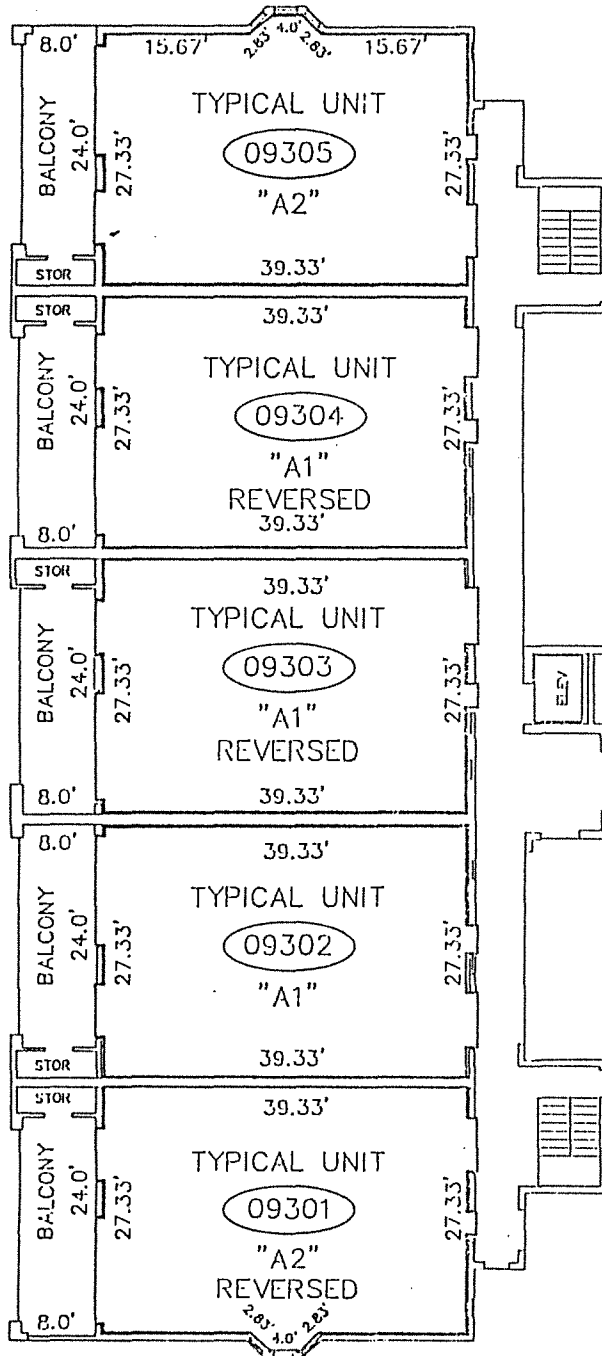 8.0'
15.67'
2.83'
4.0'
2.83'
15.67'
BALCONY
24.0'
27.33'
TYPICAL UNIT
09305
"A2"
27.33'
STOR
39.33'
STOR
39.33'
BALCONY
24.0'
27.33'
TYPICAL UNIT
09304
"A1"
REVERSED
27.33'
8.0'
39.33'
STOR
39.33'
BALCONY
24.0'
27.33'
TYPICAL UNIT
09303
"A1"
REVERSED
27.33'
ELEV
8.0'
39.33'
8.0'
39.33'
BALCONY
24.0'
27.33'
TYPICAL UNIT
09302
"A1"
27.33'
STOR
39.33'
STOR
39.33'
BALCONY
24.0'
27.33'
TYPICAL UNIT
09301
"A2"
REVERSED
27.33'
8.0'
2.83'
4.0'
2.83'